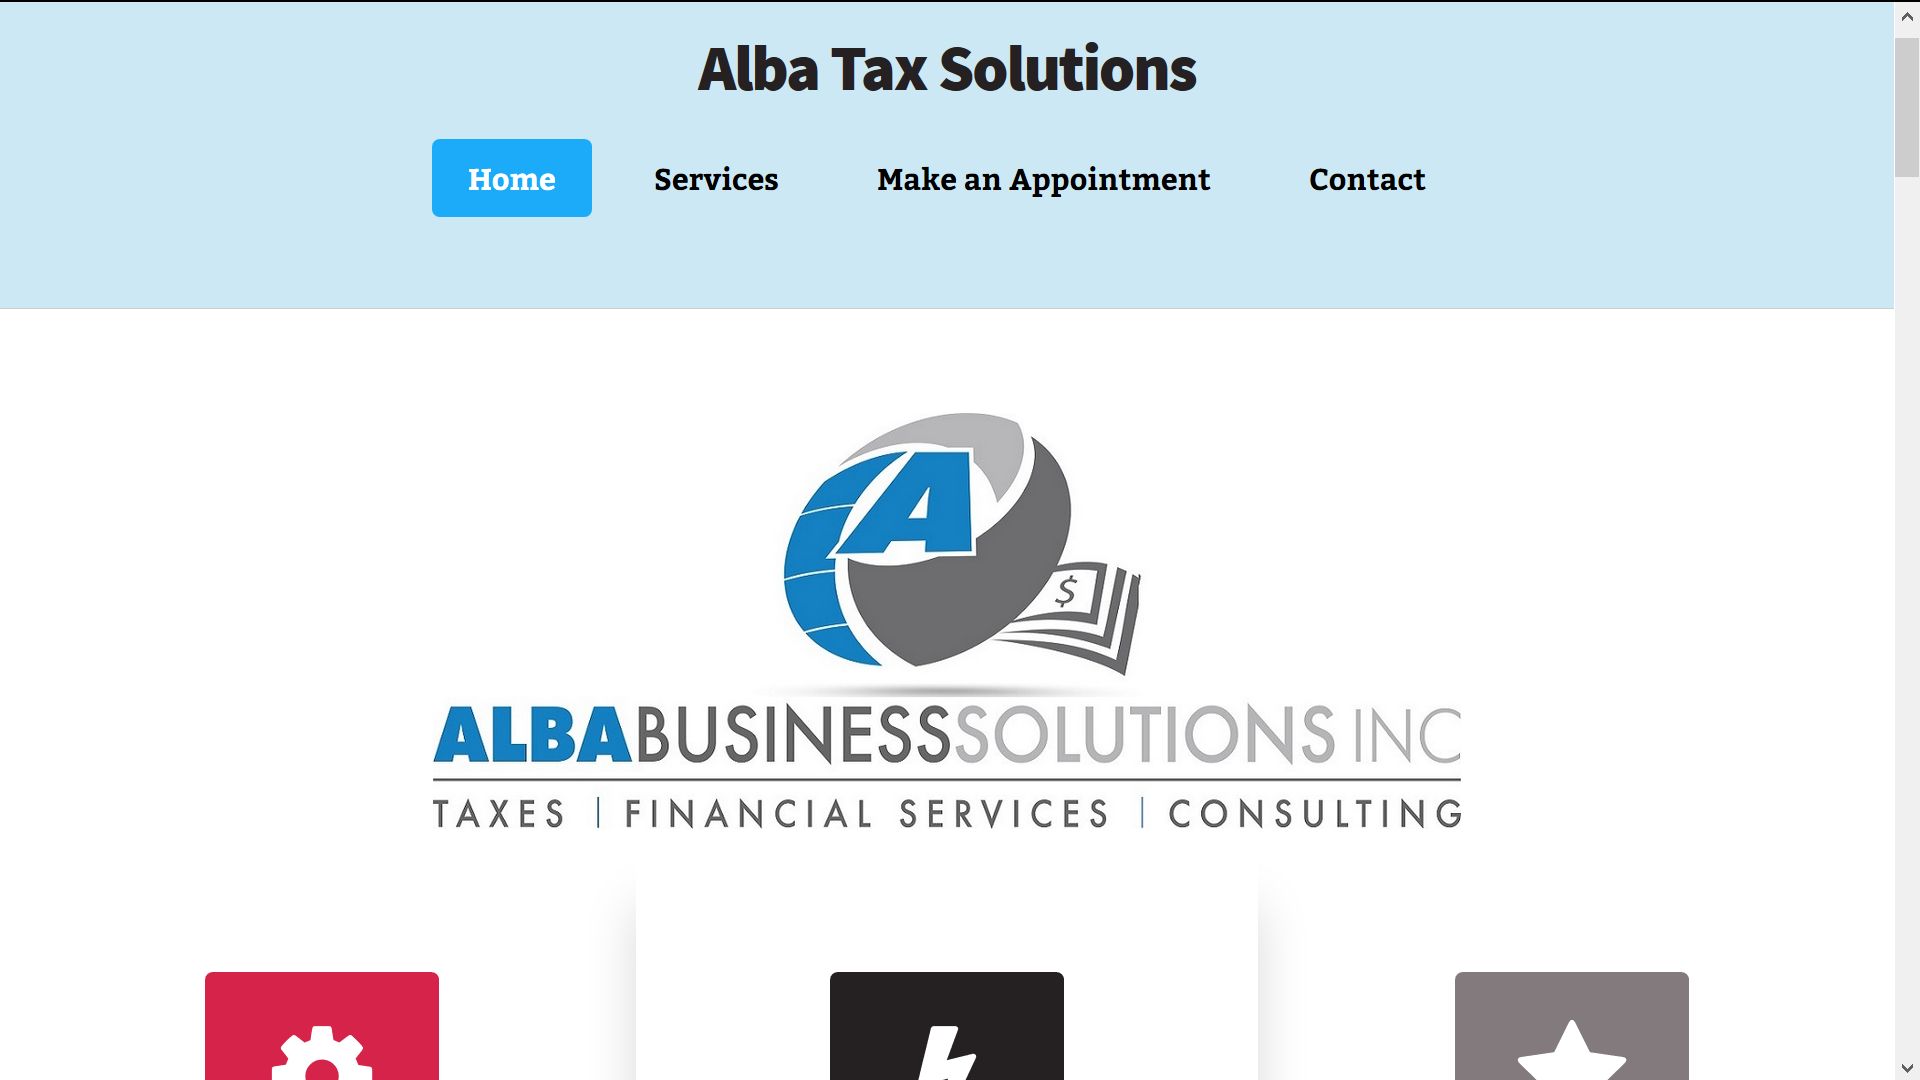 Alba Tax Solutions
Home Services Make an Appointment Contact
A
$
ALBABUSINESSSOLUTIONS INC
TAXES | FINANCIAL SERVICES | CONSULTING